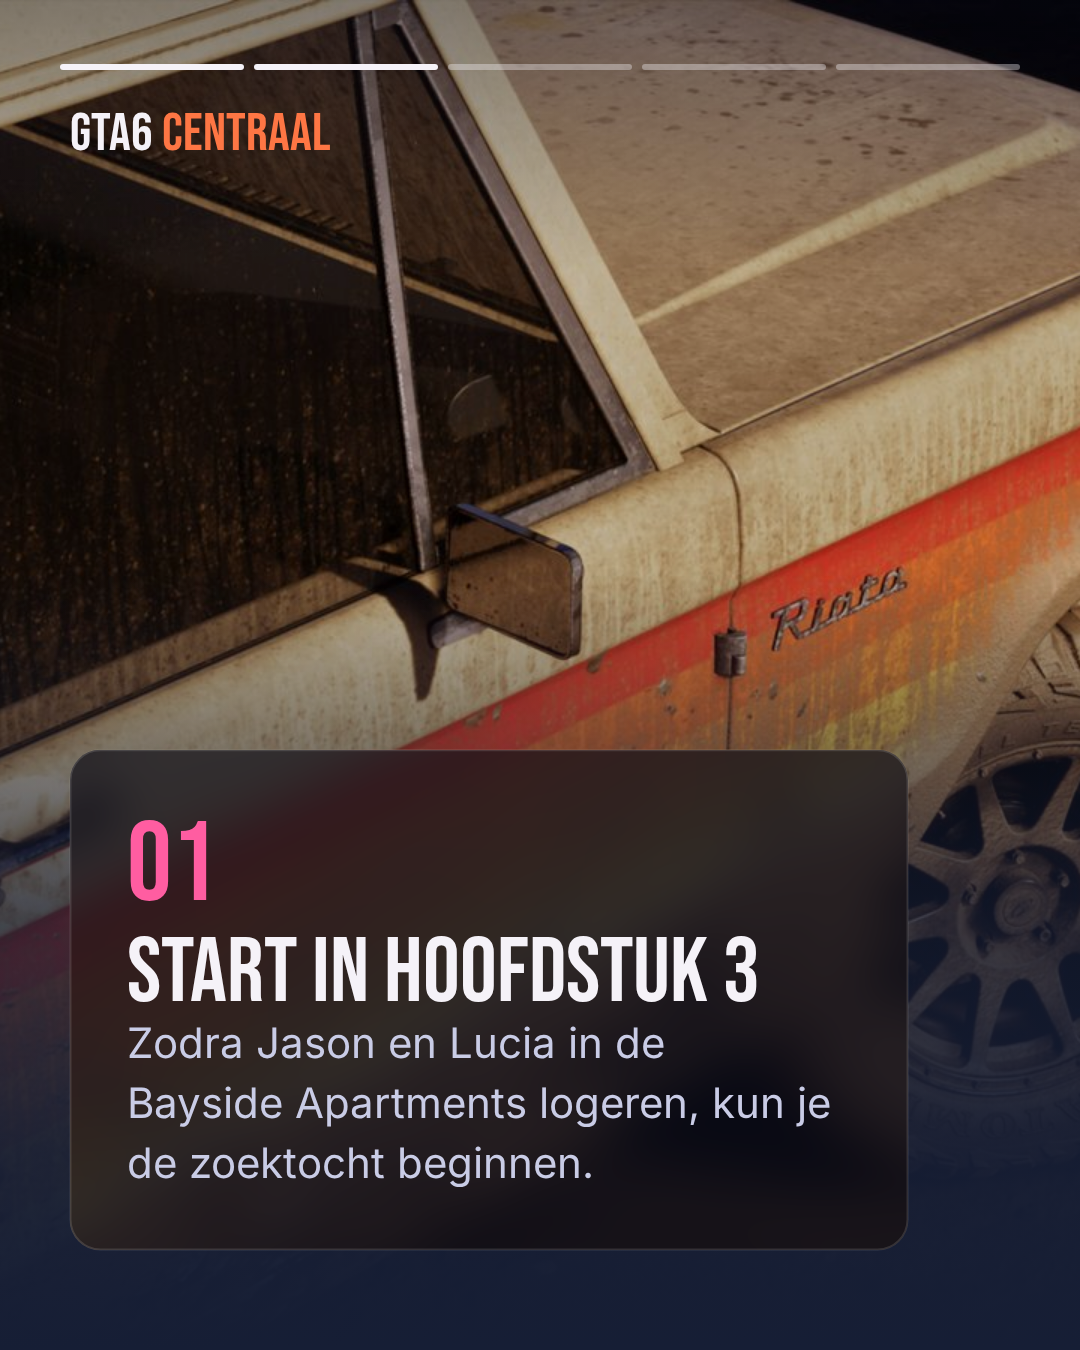 GTA6 CENTRAAL
Riata
01
START IN HOOFDSTUK 3
Zodra Jason en Lucia in de
Bayside Apartments logeren, kun je
de zoektocht beginnen.